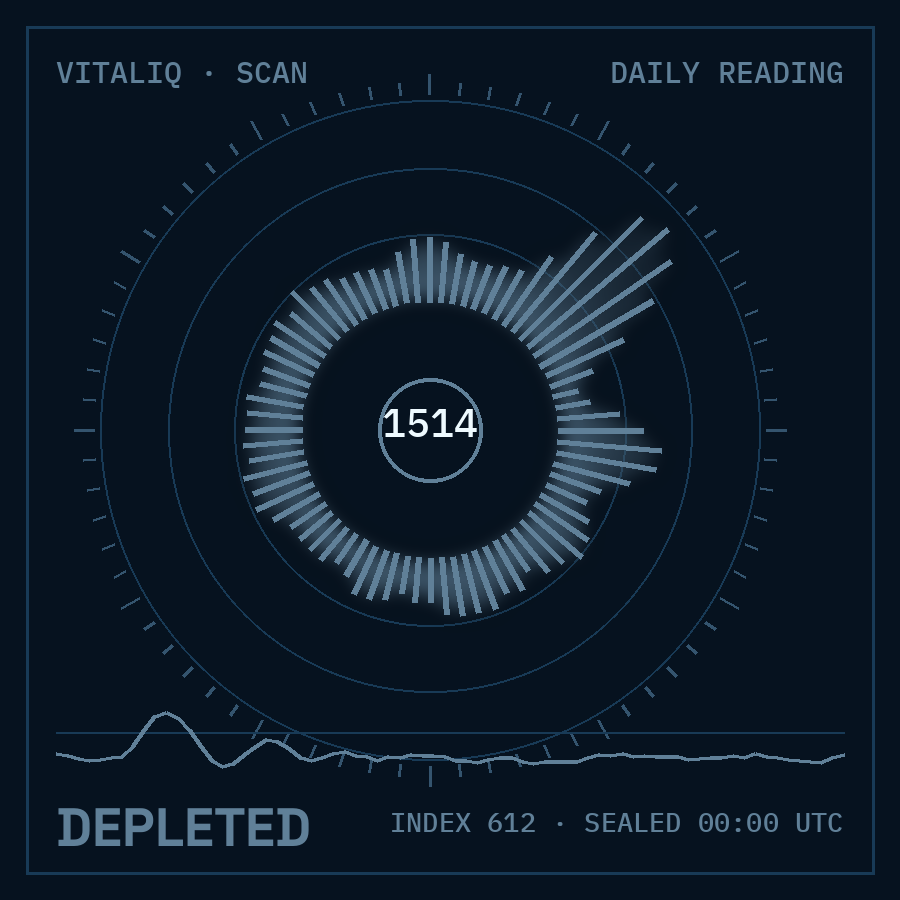 VITALIQ · SCAN
DAILY READING
1514
DEPLETED
INDEX 612 · SEALED 00:00 UTC